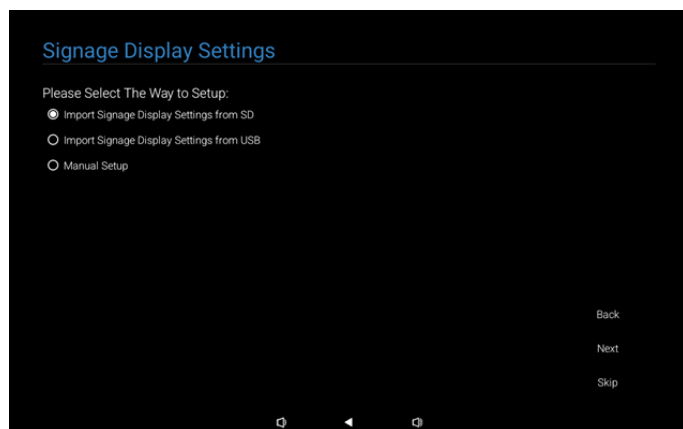 Signage Display Settings
Please Select The Way to Setup:
Import Signage Display Settings from SD
Import Signage Display Settings from USB
Manual Setup
Back
Next
Skip